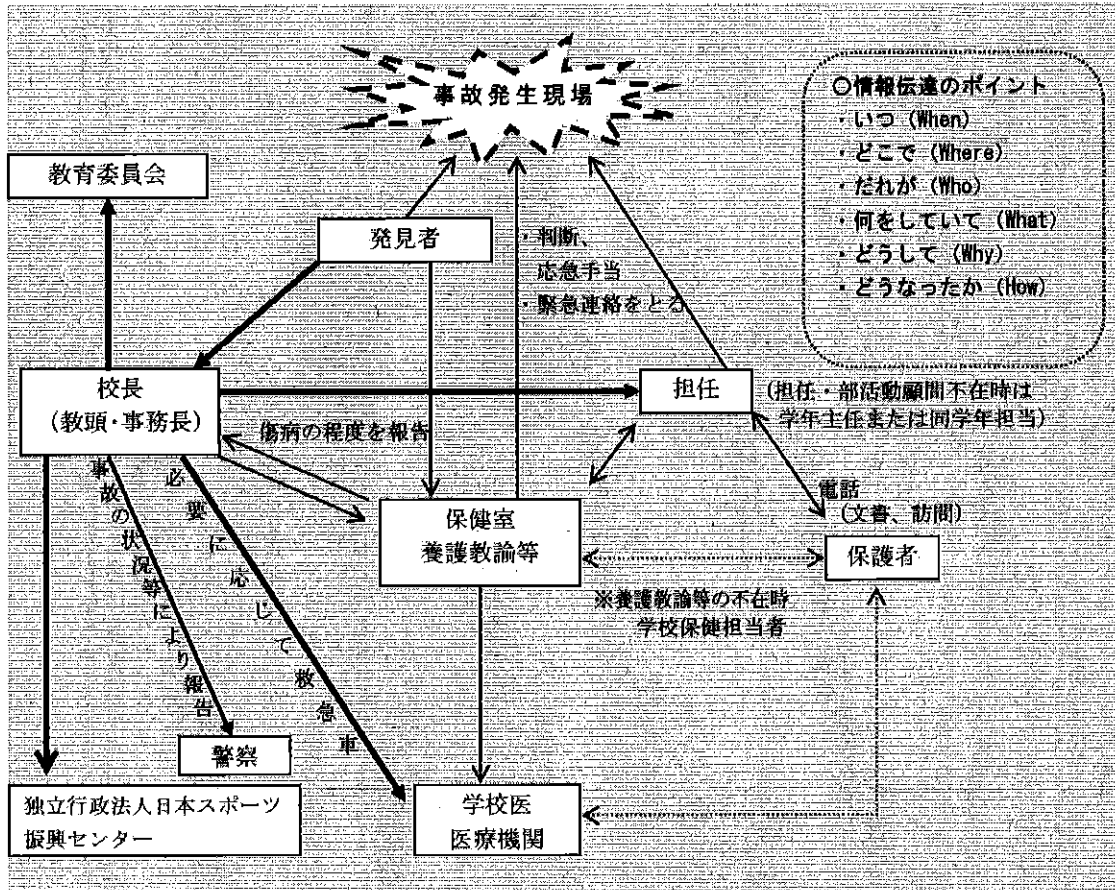 事故発生現場
○情報伝達のポイント
・いつ (When)
・どこで (Where)
・だれが (Who)
・何をしていて (What)
・どうして (Why)
・どうなったか (How)
教育委員会
発見者
・判断、
応急手当
・緊急連絡をとる
校長
(教頭・事務長)
担任
(担任・部活動顧問不在時は
学年主任または同学年担当)
傷病の程度を報告
事故の状況等により報告
必要に応じて救急車
保健室
養護教諭等
電話
(文書、訪問)
保護者
※養護教諭等の不在時
学校保健担当者
警察
独立行政法人日本スポーツ
振興センター
学校医
医療機関